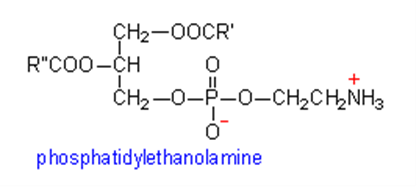 CH₂—OOCR'
R"COO—CH
O
CH₂—O—P—O—CH₂CH₂NH₃
+
O
−
phosphatidylethanolamine